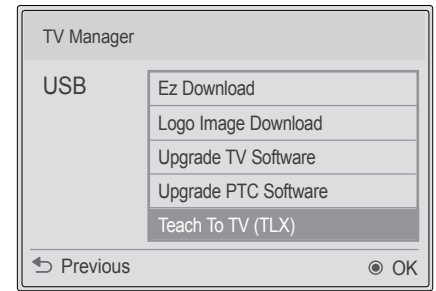 TV Manager
USB
Ez Download
Logo Image Download
Upgrade TV Software
Upgrade PTC Software
Teach To TV (TLX)
Previous
OK